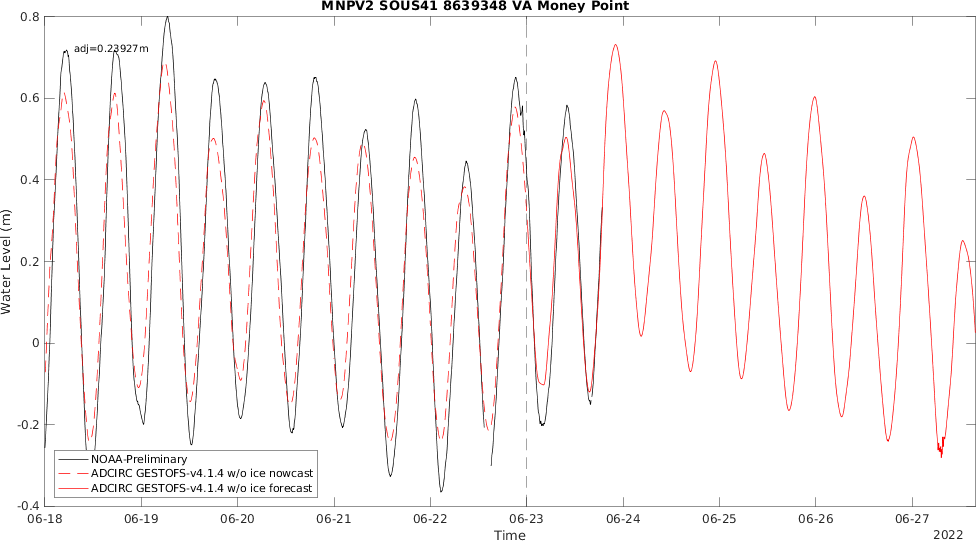 MNPV2 SOUS41 8639348 VA Money Point
adj=0.23927m
0.8
0.6
0.4
0.2
0
-0.2
-0.4
Water Level (m)
NOAA-Preliminary
ADCIRC GESTOFS-v4.1.4 w/o ice nowcast
ADCIRC GESTOFS-v4.1.4 w/o ice forecast
06-18 06-19 06-20 06-21 06-22 06-23 06-24 06-25 06-26 06-27
Time
2022